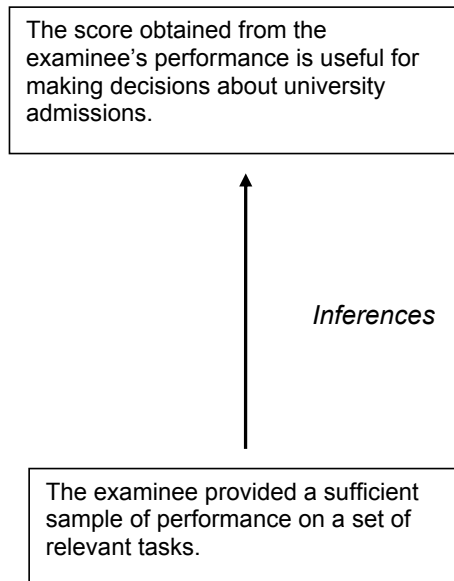 The score obtained from the
examinee’s performance is useful for
making decisions about university
admissions.
Inferences
The examinee provided a sufficient
sample of performance on a set of
relevant tasks.